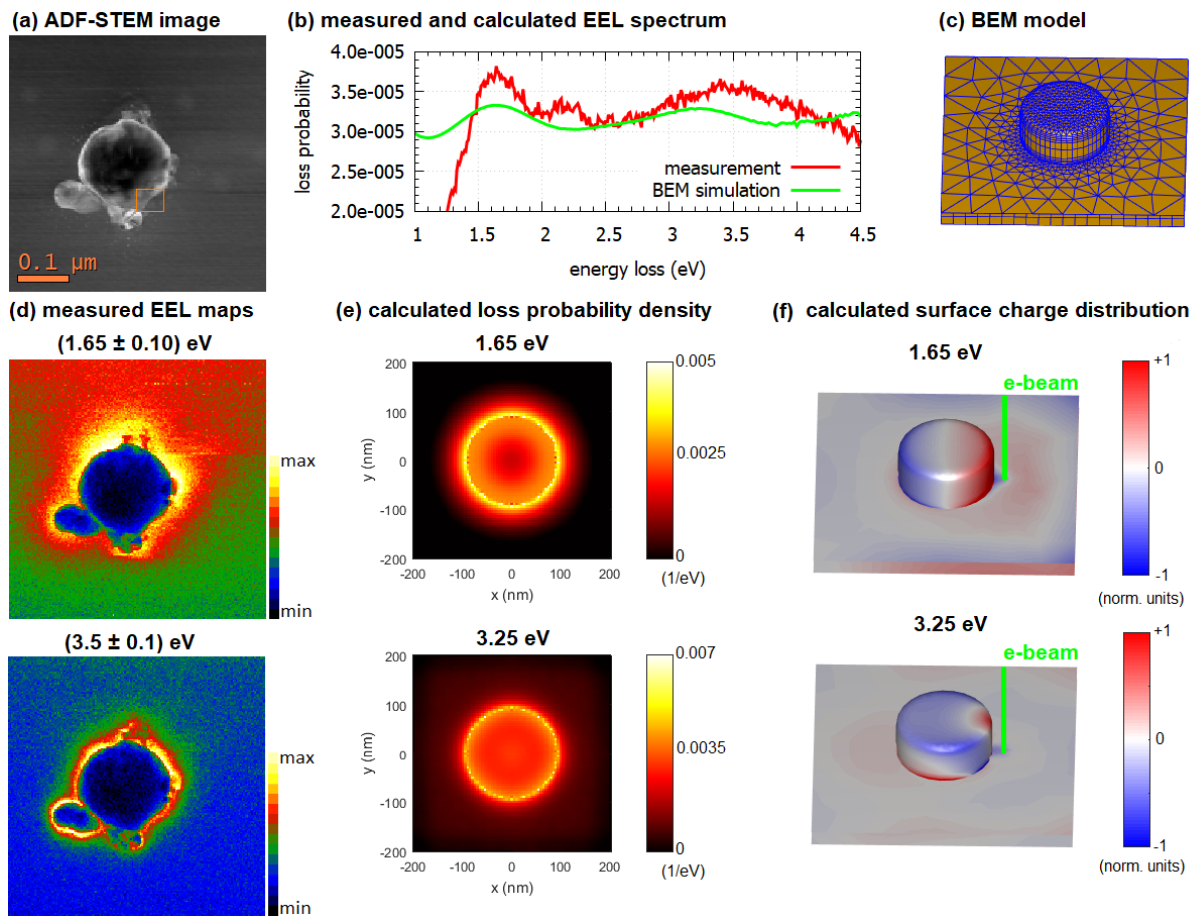 (a) ADF-STEM image
0.1 µm
(b) measured and calculated EEL spectrum
loss probability
4.0e-005
3.5e-005
3.0e-005
2.5e-005
2.0e-005
measurement
BEM simulation
1 1.5 2 2.5 3 3.5 4 4.5
energy loss (eV)
(c) BEM model
(d) measured EEL maps
(1.65 ± 0.10) eV
max
min
(3.5 ± 0.1) eV
max
min
(e) calculated loss probability density
1.65 eV
y (nm)
200
100
0
-100
-200
-200 -100 0 100 200
x (nm)
0.005
0.0025
0
(1/eV)
3.25 eV
y (nm)
200
100
0
-100
-200
-200 -100 0 100 200
x (nm)
0.007
0.0035
0
(1/eV)
(f) calculated surface charge distribution
1.65 eV
e-beam
+1
0
-1
(norm. units)
3.25 eV
e-beam
+1
0
-1
(norm. units)